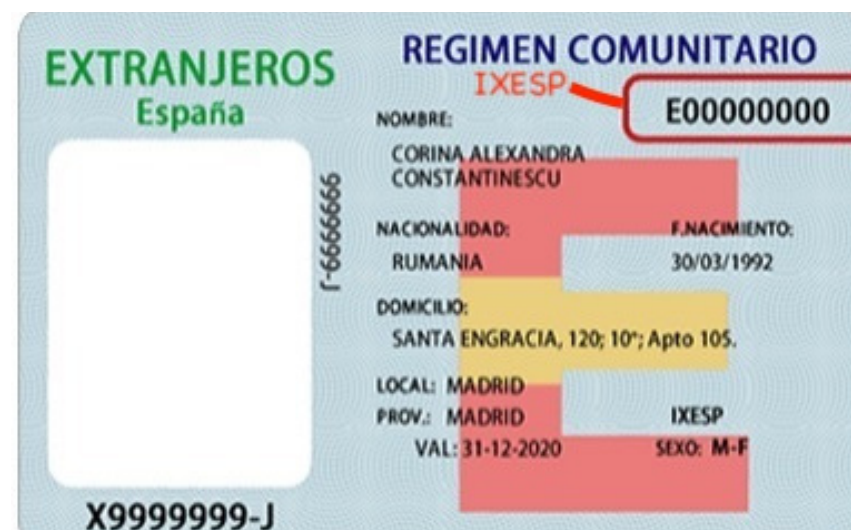 EXTRANJEROS
España
REGIMEN COMUNITARIO
IXESP
E00000000
NOMBRE:
CORINA ALEXANDRA
CONSTANTINESCU
NACIONALIDAD: F.NACIMIENTO:
RUMANIA 30/03/1992
DOMICILIO:
SANTA ENGRACIA, 120; 10º; Apto 105.
LOCAL: MADRID
PROV.: MADRID IXESP
VAL: 31-12-2020 SEXO: M-F
X9999999-J